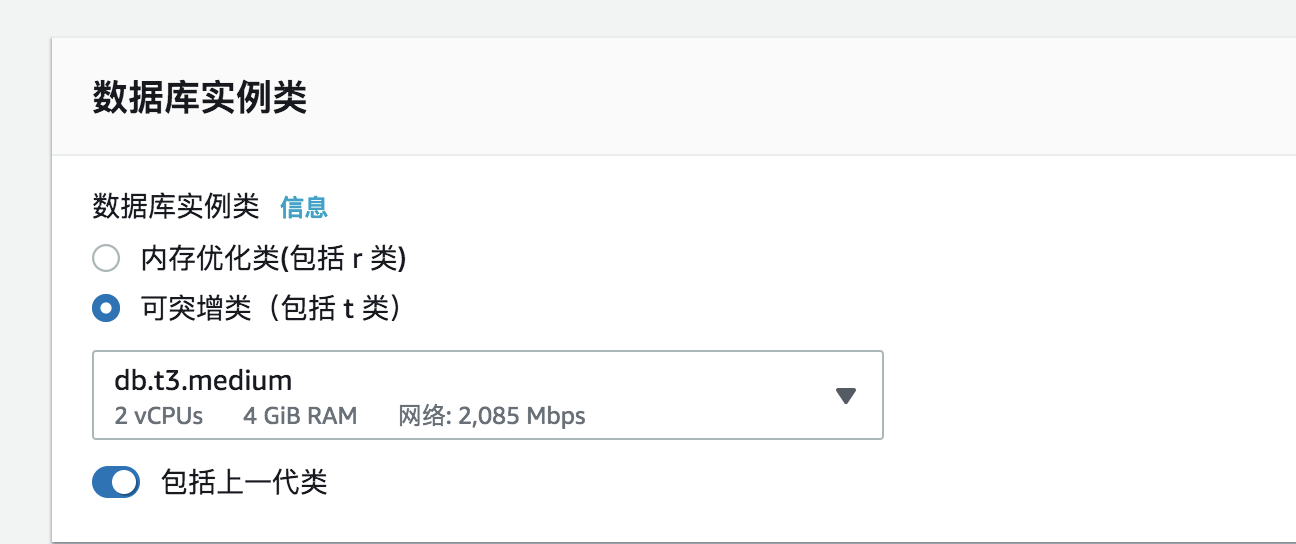 数据库实例类
数据库实例类 信息
内存优化类(包括 r 类)
可突增类（包括 t 类）
db.t3.medium
2 vCPUs 4 GiB RAM 网络: 2,085 Mbps
包括上一代类